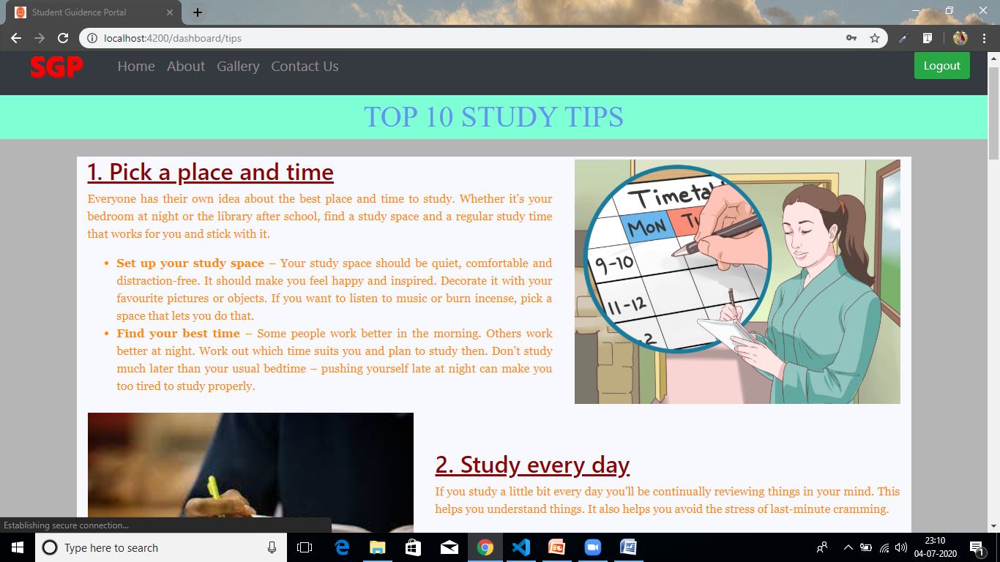 Student Guidence Portal
localhost:4200/dashboard/tips
SGP
Home About Gallery Contact Us
Logout
TOP 10 STUDY TIPS
1. Pick a place and time
Everyone has their own idea about the best place and time to study. Whether it's your
bedroom at night or the library after school, find a study space and a regular study time
that works for you and stick with it.
• Set up your study space – Your study space should be quiet, comfortable and
distraction-free. It should make you feel happy and inspired. Decorate it with your
favourite pictures or objects. If you want to listen to music or burn incense, pick a
space that lets you do that.
• Find your best time – Some people work better in the morning. Others work
better at night. Work out which time suits you and plan to study then. Don't study
much later than your usual bedtime – pushing yourself late at night can make you
too tired to study properly.
Timetab
MON Tu
9-10
11-12
-2
2. Study every day
If you study a little bit every day you'll be continually reviewing things in your mind. This
helps you understand things. It also helps you avoid the stress of last-minute cramming.
Establishing secure connection...
Type here to search
23:10
04-07-2020
1